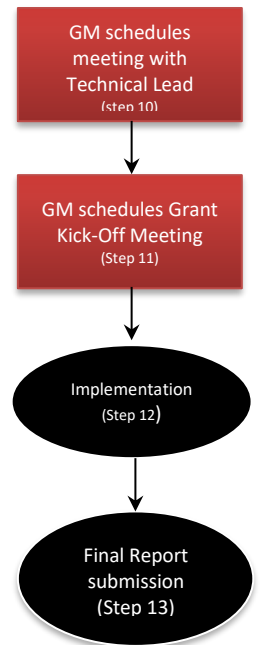 GM schedules
meeting with
Technical Lead
(step 10)
GM schedules Grant
Kick-Off Meeting
(Step 11)
Implementation
(Step 12)
Final Report
submission
(Step 13)